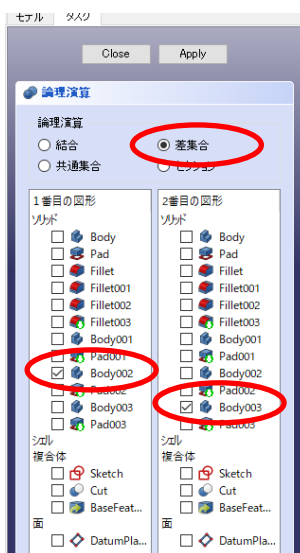 モデル タスク
Close Apply
論理演算
論理演算
結合 差集合
共通集合 セクション
1番目の図形
ソリッド
Body
Pad
Fillet
Fillet001
Fillet002
Fillet003
Body001
Pad001
Body002
Pad002
Body003
Pad003
シェル
複合体
Sketch
Cut
BaseFeat...
面
DatumPla...
2番目の図形
ソリッド
Body
Pad
Fillet
Fillet001
Fillet002
Fillet003
Body001
Pad001
Body002
Pad002
Body003
Pad003
シェル
複合体
Sketch
Cut
BaseFeat...
面
DatumPla...